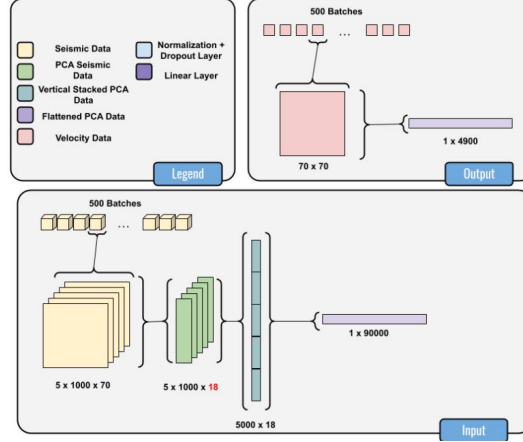 Seismic Data
PCA Seismic
Data
Vertical Stacked PCA
Data
Flattened PCA Data
Velocity Data
Normalization +
Dropout Layer
Linear Layer
Legend
500 Batches
...
70 x 70
1 x 4900
Output
500 Batches
...
5 x 1000 x 70
5 x 1000 x 18
5000 x 18
1 x 90000
Input